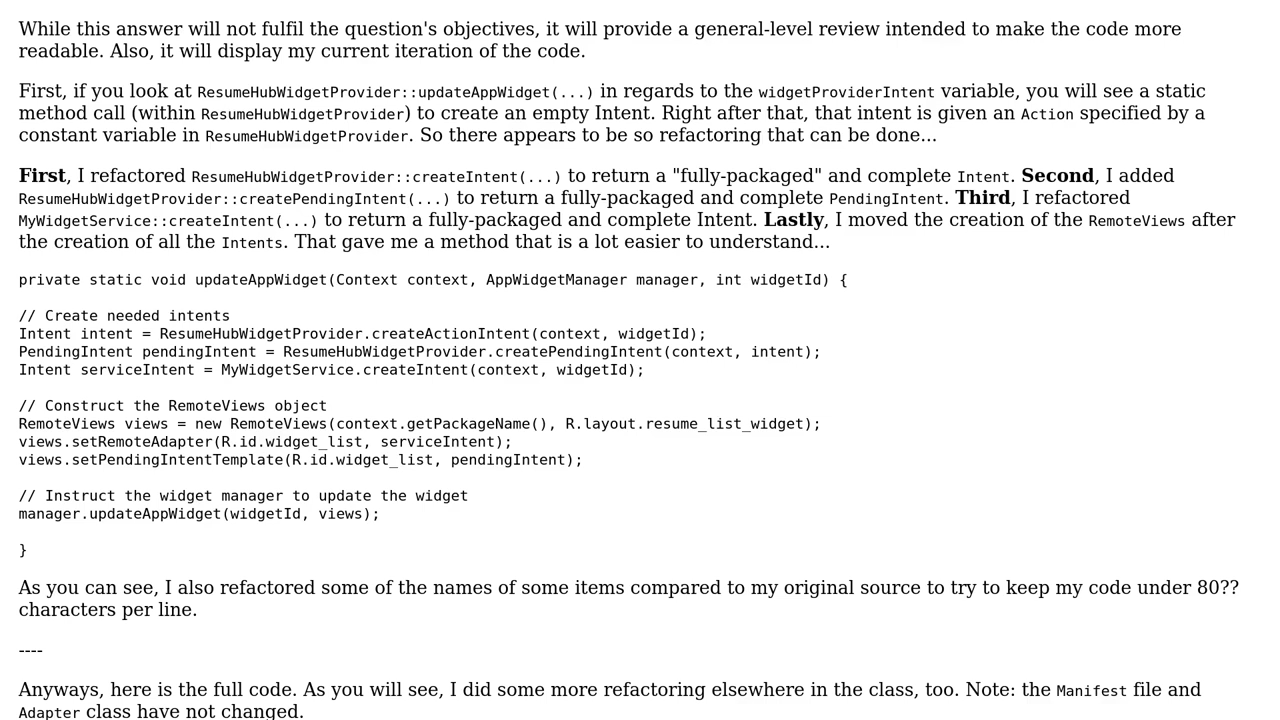 While this answer will not fulfil the question's objectives, it will provide a general-level review intended to make the code more
readable. Also, it will display my current iteration of the code.
First, if you look at ResumeHubWidgetProvider::updateAppWidget(...) in regards to the widgetProviderIntent variable, you will see a static
method call (within ResumeHubWidgetProvider) to create an empty Intent. Right after that, that intent is given an Action specified by a
constant variable in ResumeHubWidgetProvider. So there appears to be so refactoring that can be done...
First, I refactored ResumeHubWidgetProvider::createIntent(...) to return a "fully-packaged" and complete Intent. Second, I added
ResumeHubWidgetProvider::createPendingIntent(...) to return a fully-packaged and complete PendingIntent. Third, I refactored
MyWidgetService::createIntent(...) to return a fully-packaged and complete Intent. Lastly, I moved the creation of the RemoteViews after
the creation of all the Intents. That gave me a method that is a lot easier to understand...
private static void updateAppWidget(Context context, AppWidgetManager manager, int widgetId) {
// Create needed intents
Intent intent = ResumeHubWidgetProvider.createActionIntent(context, widgetId);
PendingIntent pendingIntent = ResumeHubWidgetProvider.createPendingIntent(context, intent);
Intent serviceIntent = MyWidgetService.createIntent(context, widgetId);
// Construct the RemoteViews object
RemoteViews views = new RemoteViews(context.getPackageName(), R.layout.resume_list_widget);
views.setRemoteAdapter(R.id.widget_list, serviceIntent);
views.setPendingIntentTemplate(R.id.widget_list, pendingIntent);
// Instruct the widget manager to update the widget
manager.updateAppWidget(widgetId, views);
}
As you can see, I also refactored some of the names of some items compared to my original source to try to keep my code under 80??
characters per line.
----
Anyways, here is the full code. As you will see, I did some more refactoring elsewhere in the class, too. Note: the Manifest file and
Adapter class have not changed.